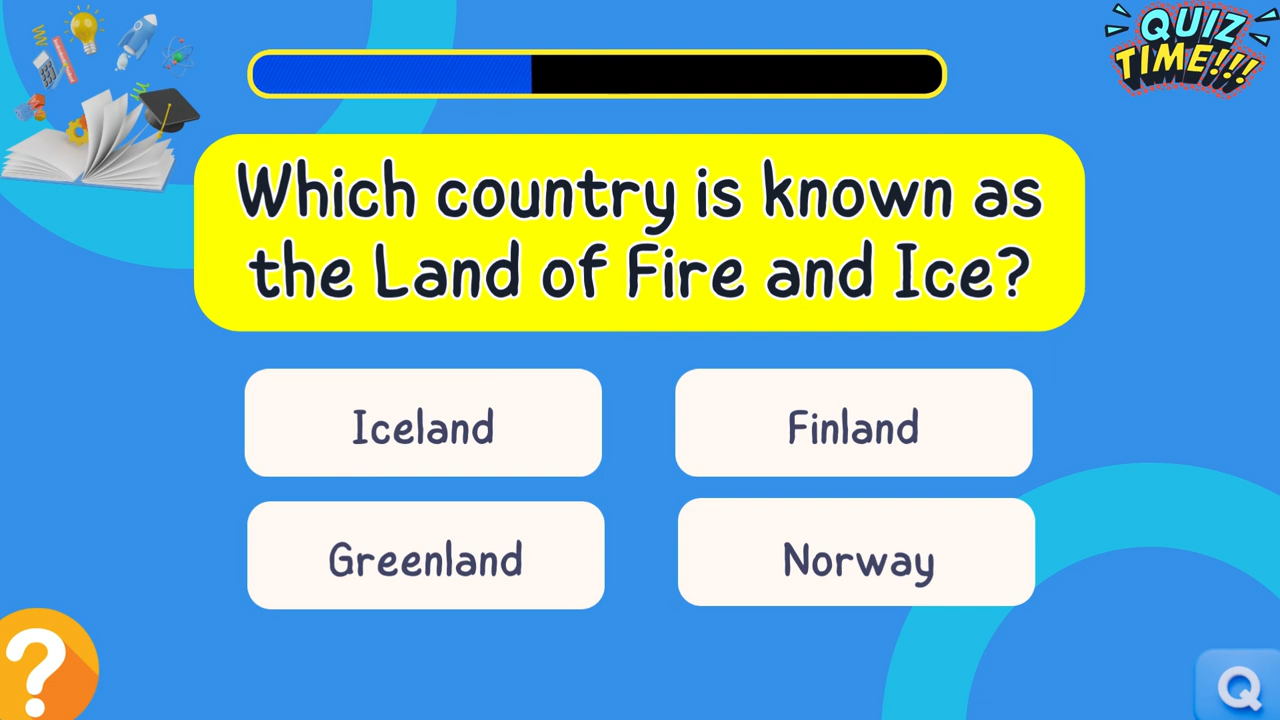 QUIZ
TIME!!!
Which country is known as
the Land of Fire and Ice?
Iceland
Finland
Greenland
Norway
?
Q